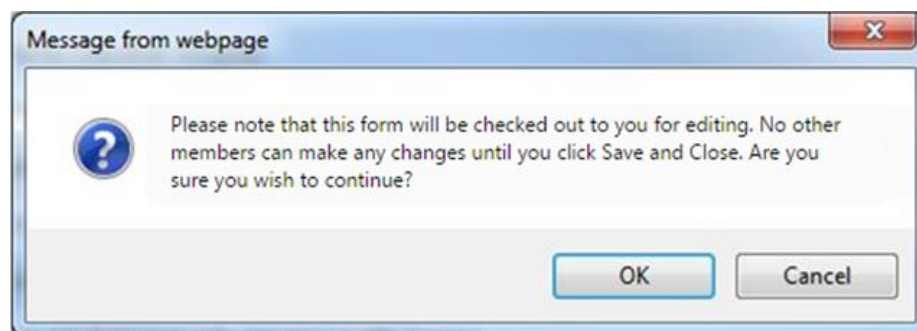 Message from webpage
Please note that this form will be checked out to you for editing. No other
members can make any changes until you click Save and Close. Are you
sure you wish to continue?
OK
Cancel